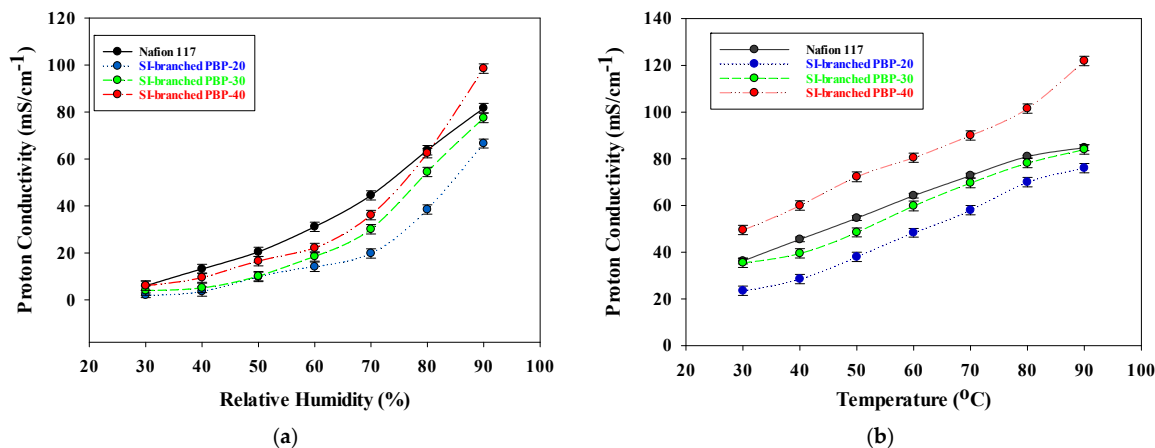 Proton Conductivity (mS/cm⁻¹)
120
100
80
60
40
20
0
Nafion 117
SI-branched PBP-20
SI-branched PBP-30
SI-branched PBP-40
20 30 40 50 60 70 80 90 100
Relative Humidity (%)
(a)
Proton Conductivity (mS/cm⁻¹)
140
120
100
80
60
40
20
0
Nafion 117
SI-branched PBP-20
SI-branched PBP-30
SI-branched PBP-40
20 30 40 50 60 70 80 90 100
Temperature (⁰C)
(b)